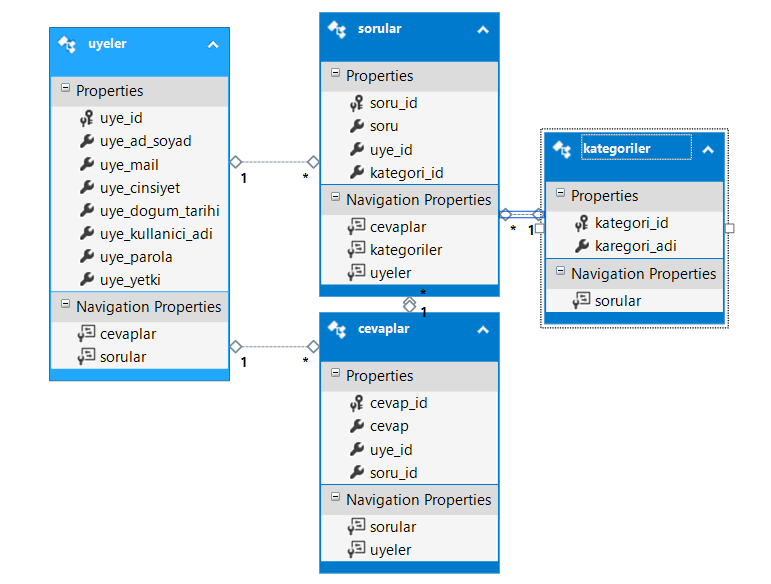 uyeler
Properties
uye_id
uye_ad_soyad
uye_mail
uye_cinsiyet
uye_dogum_tarihi
uye_kullanici_adi
uye_parola
uye_yetki
Navigation Properties
cevaplar
sorular
1
*
1
*
sorular
Properties
soru_id
soru
uye_id
kategori_id
Navigation Properties
cevaplar
kategoriler
uyeler
*
1
*
1
cevaplar
Properties
cevap_id
cevap
uye_id
soru_id
Navigation Properties
sorular
uyeler
kategoriler
Properties
kategori_id
karegori_adi
Navigation Properties
sorular